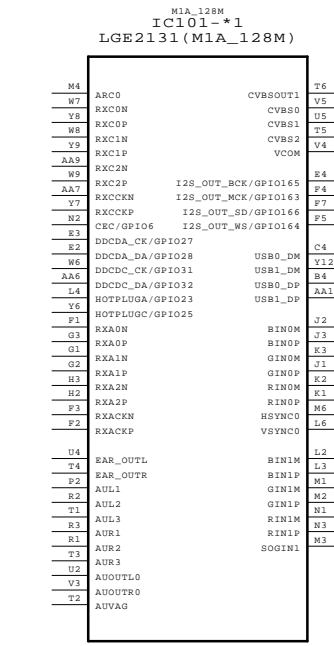 M1A_128M
IC101-*1
LGE2131(M1A_128M)
M4 ARC0 CVBSOUT1 T6
W7 RXC0N CVBS0 V5
Y8 RXC0P CVBS1 U5
W8 RXC1N CVBS2 T5
Y9 RXC1P VCOM V4
AA9 RXC2N
W9 RXC2P I2S_OUT_BCK/GPIO165 E4
AA7 RXCCKN I2S_OUT_MCK/GPIO163 F4
Y7 RXCCKP I2S_OUT_SD/GPIO166 F7
N2 CEC/GPIO6 I2S_OUT_WS/GPIO164 F5
E3 DDCDA_CK/GPIO27
E2 DDCDA_DA/GPIO28 USB0_DM C4
W6 DDCDC_CK/GPIO31 USB1_DM Y12
AA6 DDCDC_DA/GPIO32 USB0_DP B4
L4 HOTPLUGA/GPIO23 USB1_DP AA1
Y6 HOTPLUGC/GPIO25
F1 RXA0N BIN0M J2
G3 RXA0P BIN0P J3
G1 RXA1N GIN0M K3
G2 RXA1P GIN0P J1
H3 RXA2N RIN0M K2
H2 RXA2P RIN0P K1
F3 RXACKN HSYNC0 M6
F2 RXACKP VSYNC0 L6
U4 EAR_OUTL BIN1M L2
T4 EAR_OUTR BIN1P L3
P2 AUL1 GIN1M M1
R2 AUL2 GIN1P M2
T1 AUL3 RIN1M N1
R3 AUR1 RIN1P N3
R1 AUR2 SOGIN1 M3
T3 AUR3
U2 AUOUTL0
V3 AUOUTR0
T2 AUVAG